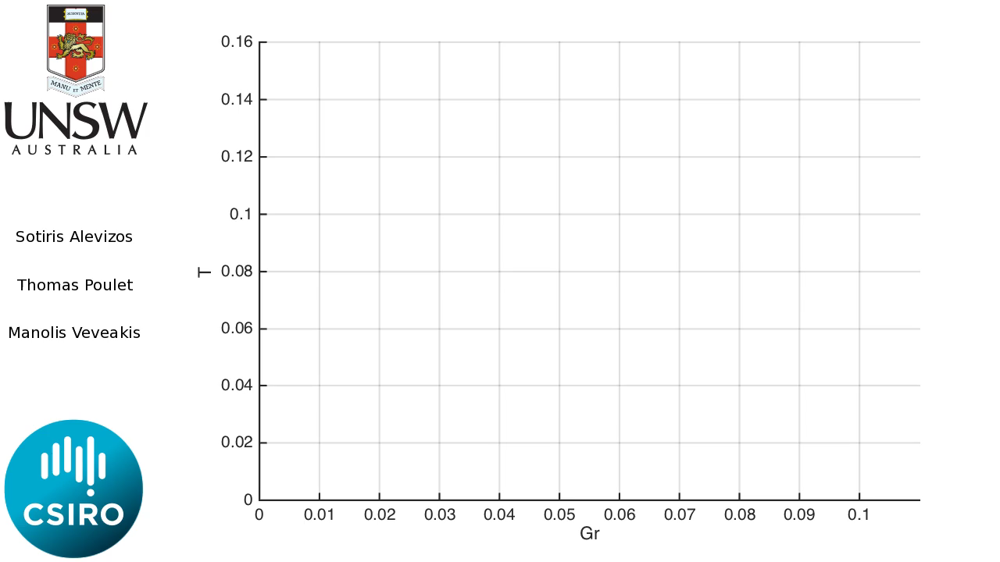 SCIENTIA
MANU ET MENTE
UNSW
AUSTRALIA
Sotiris Alevizos
Thomas Poulet
Manolis Veveakis
CSIRO
T
0.16
0.14
0.12
0.1
0.08
0.06
0.04
0.02
0
0 0.01 0.02 0.03 0.04 0.05 0.06 0.07 0.08 0.09 0.1
Gr